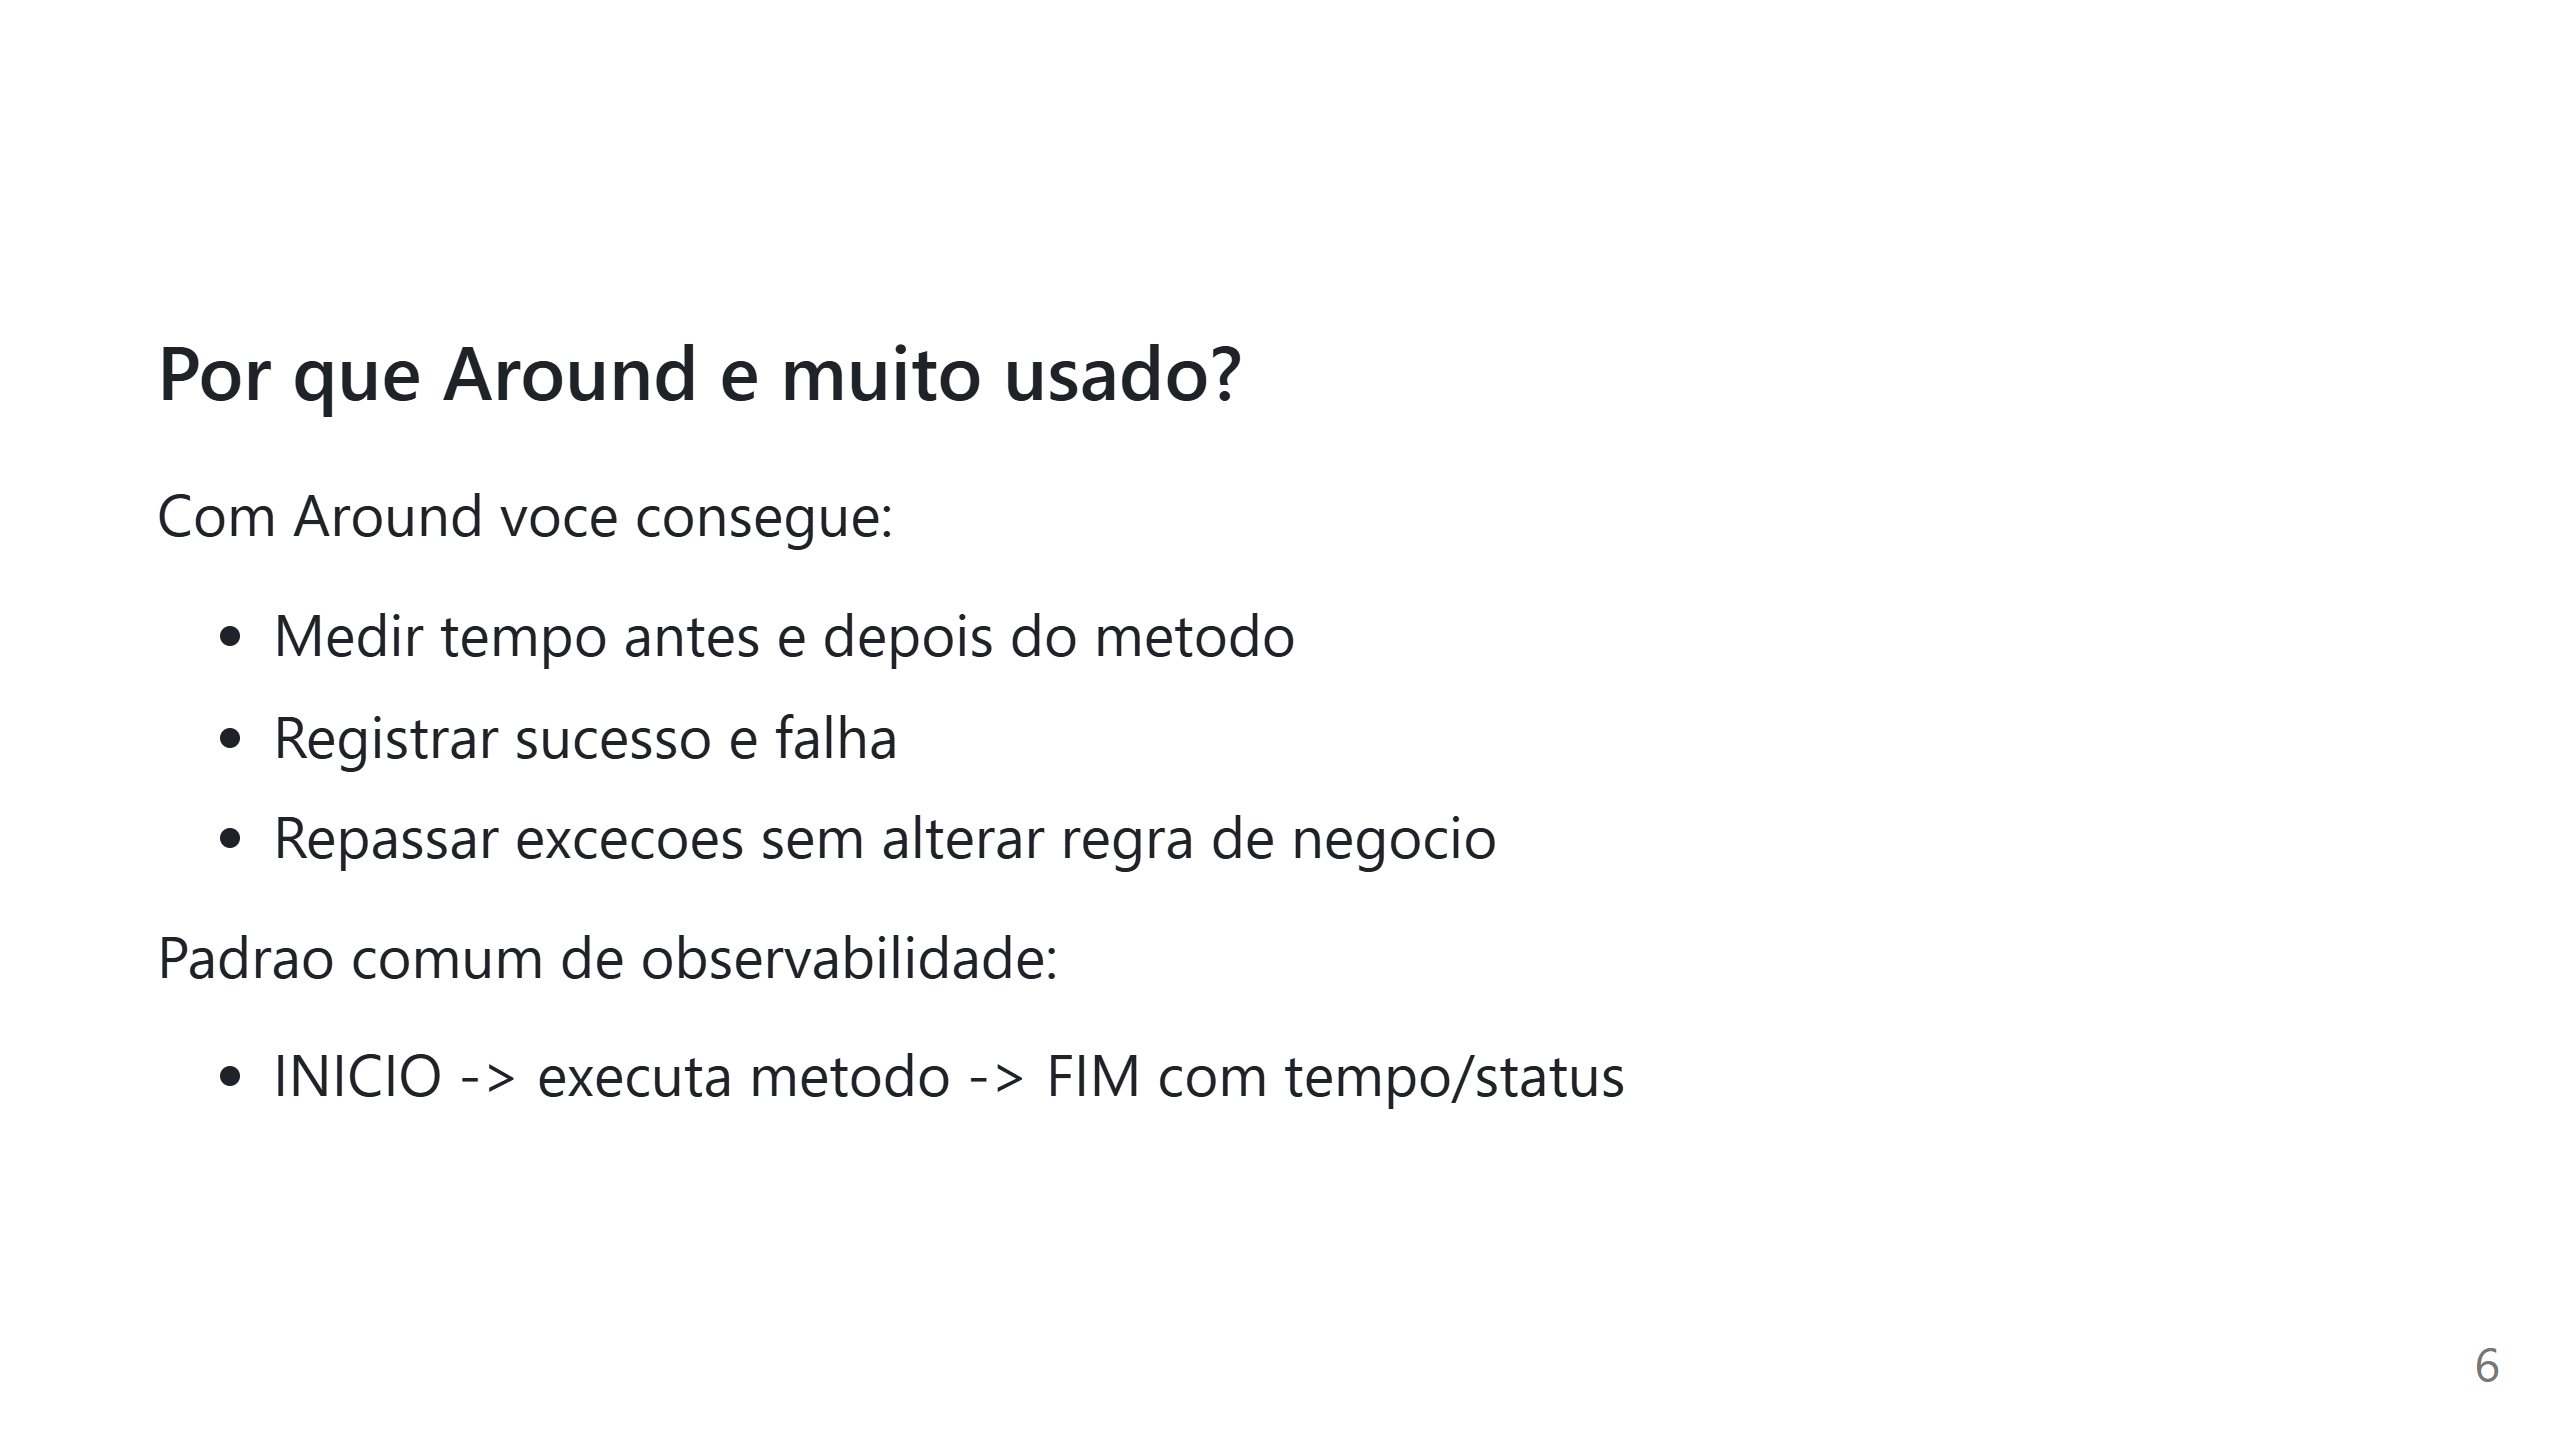 Por que Around e muito usado?
Com Around voce consegue:
• Medir tempo antes e depois do metodo
• Registrar sucesso e falha
• Repassar excecoes sem alterar regra de negocio
Padrao comum de observabilidade:
• INICIO -> executa metodo -> FIM com tempo/status
6